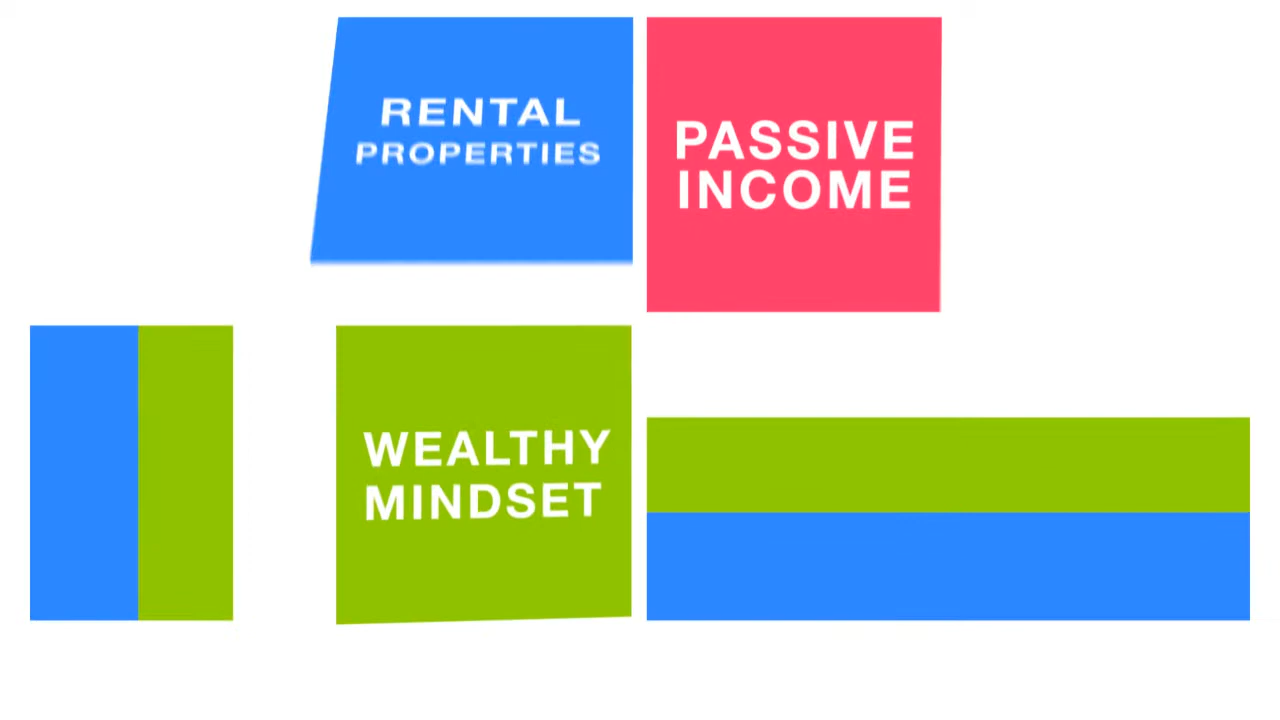 RENTAL
PROPERTIES
PASSIVE
INCOME
WEALTHY
MINDSET